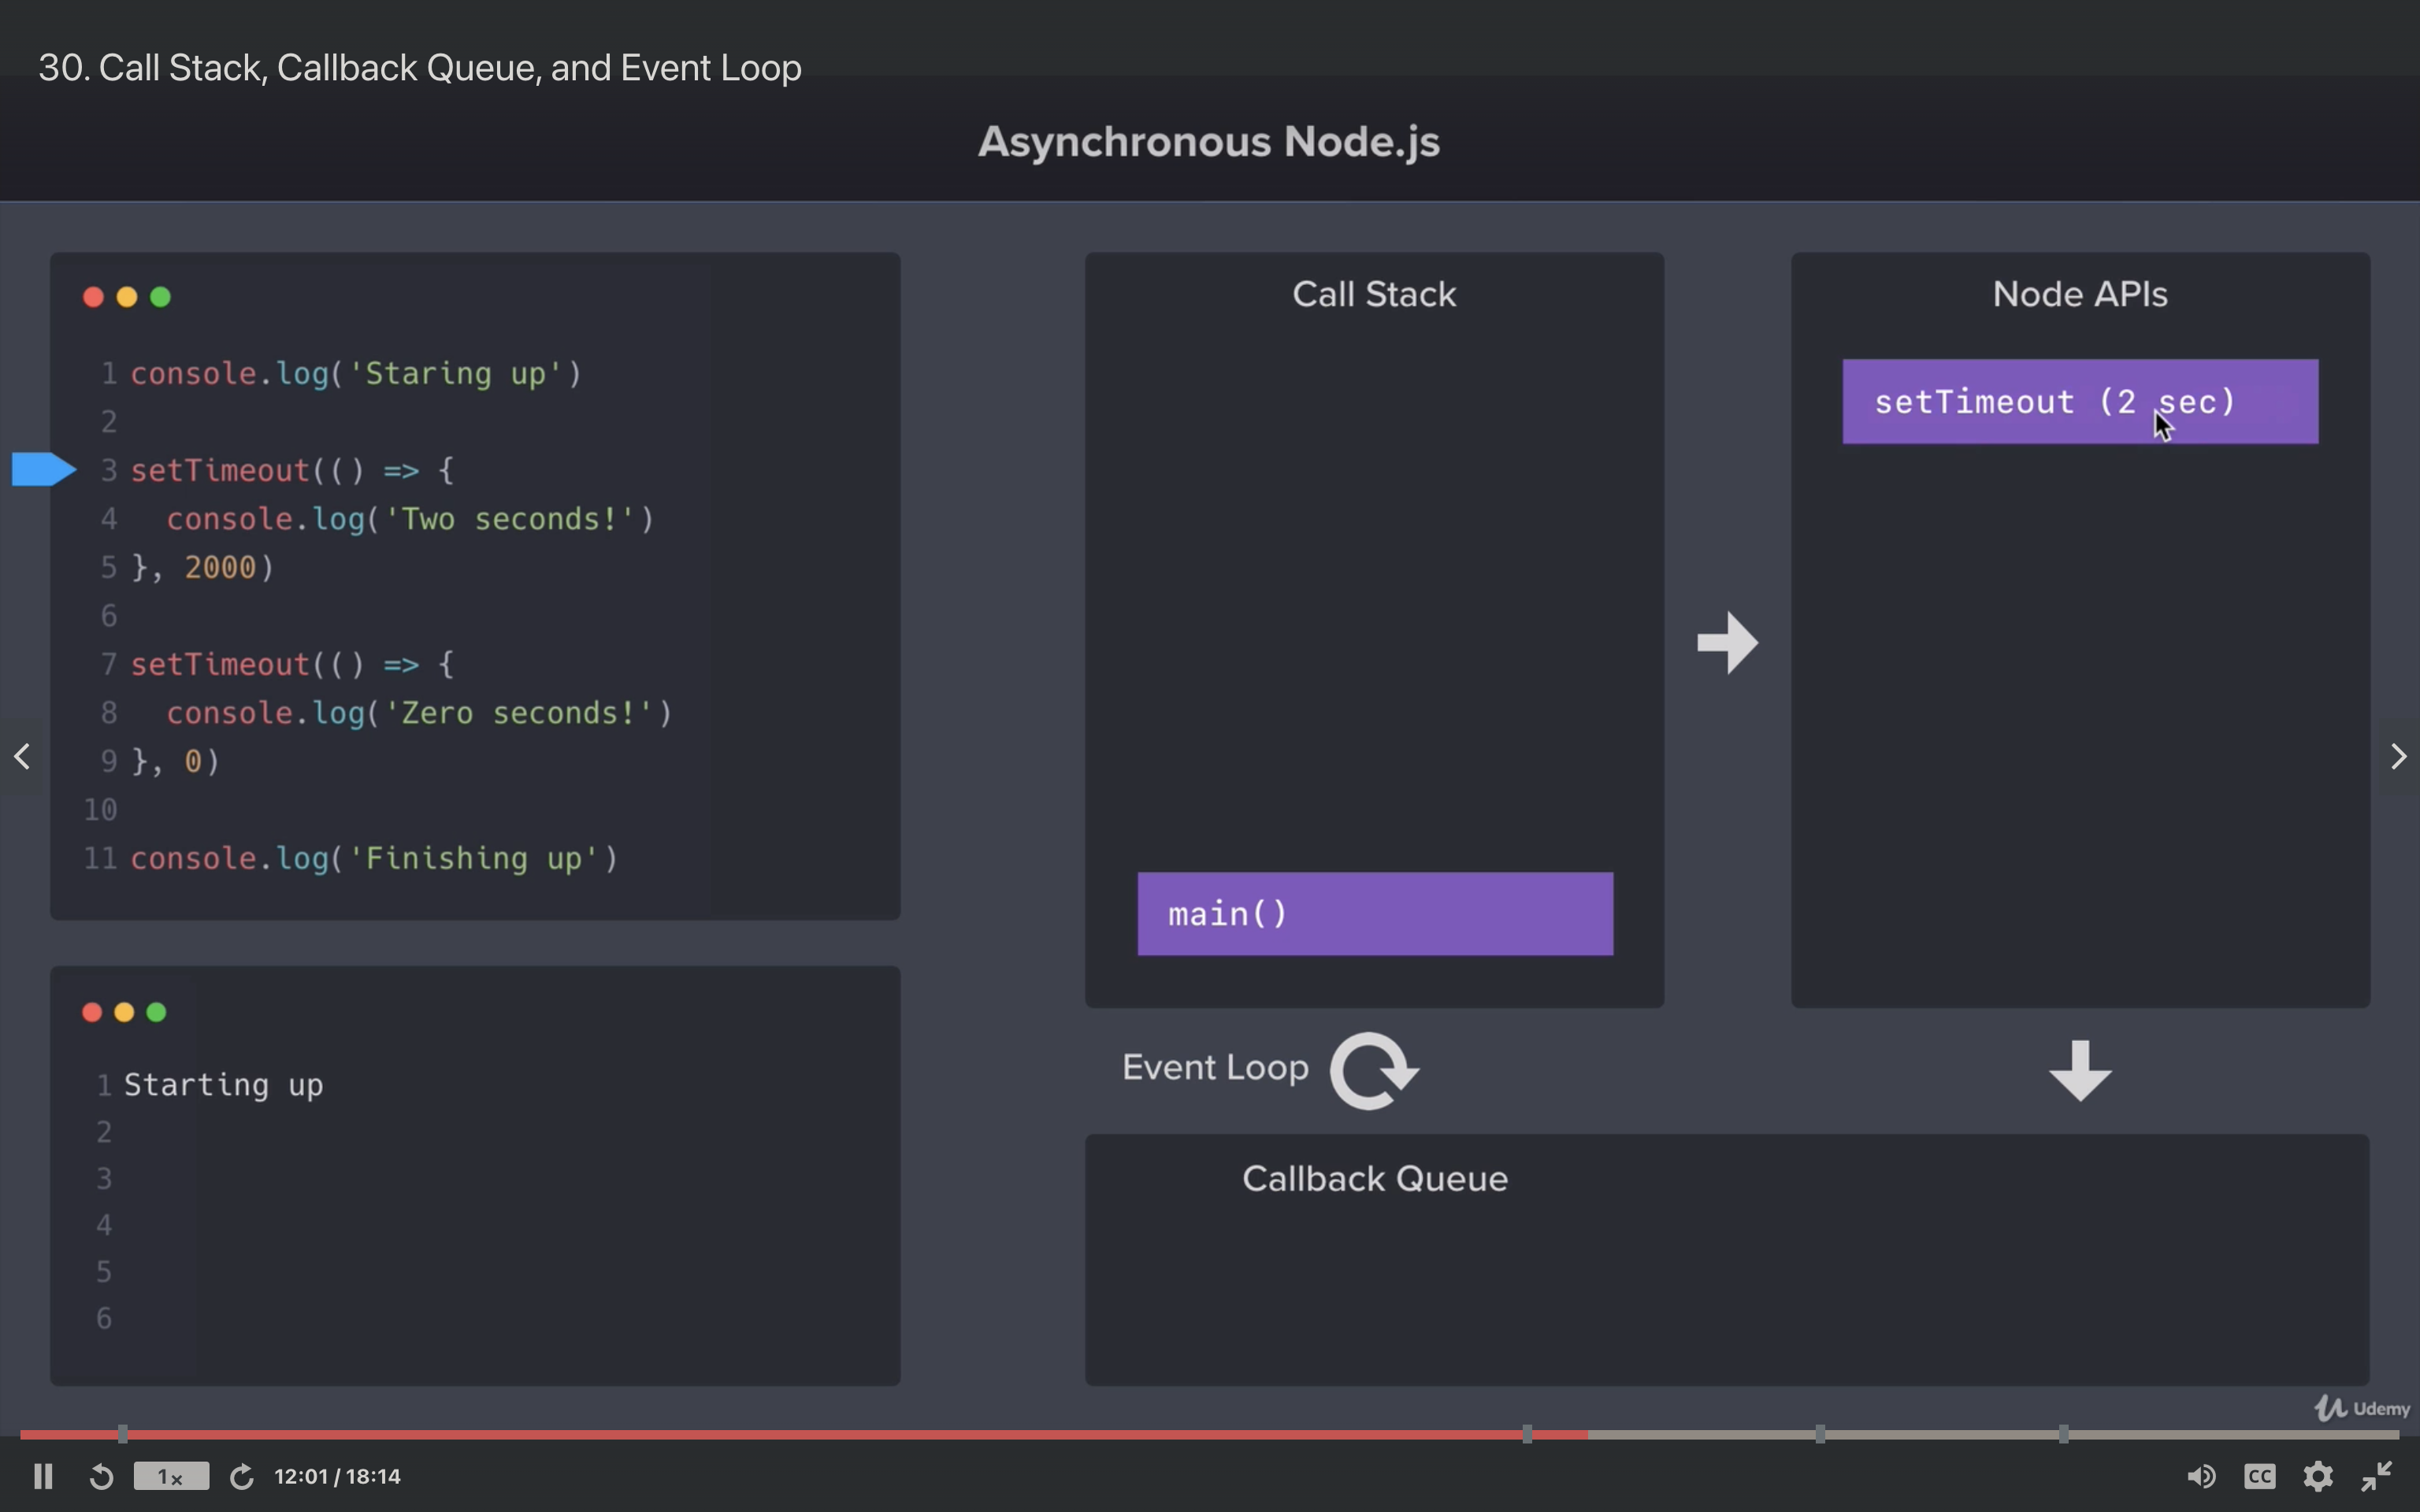 30. Call Stack, Callback Queue, and Event Loop
Asynchronous Node.js
1 console.log('Staring up')
2
3 setTimeout(() => {
4   console.log('Two seconds!')
5 }, 2000)
6
7 setTimeout(() => {
8   console.log('Zero seconds!')
9 }, 0)
10
11 console.log('Finishing up')
1 Starting up
2
3
4
5
6
Call Stack
main()
Node APIs
setTimeout (2 sec)
Event Loop
Callback Queue
Udemy
1x
12:01 / 18:14
CC